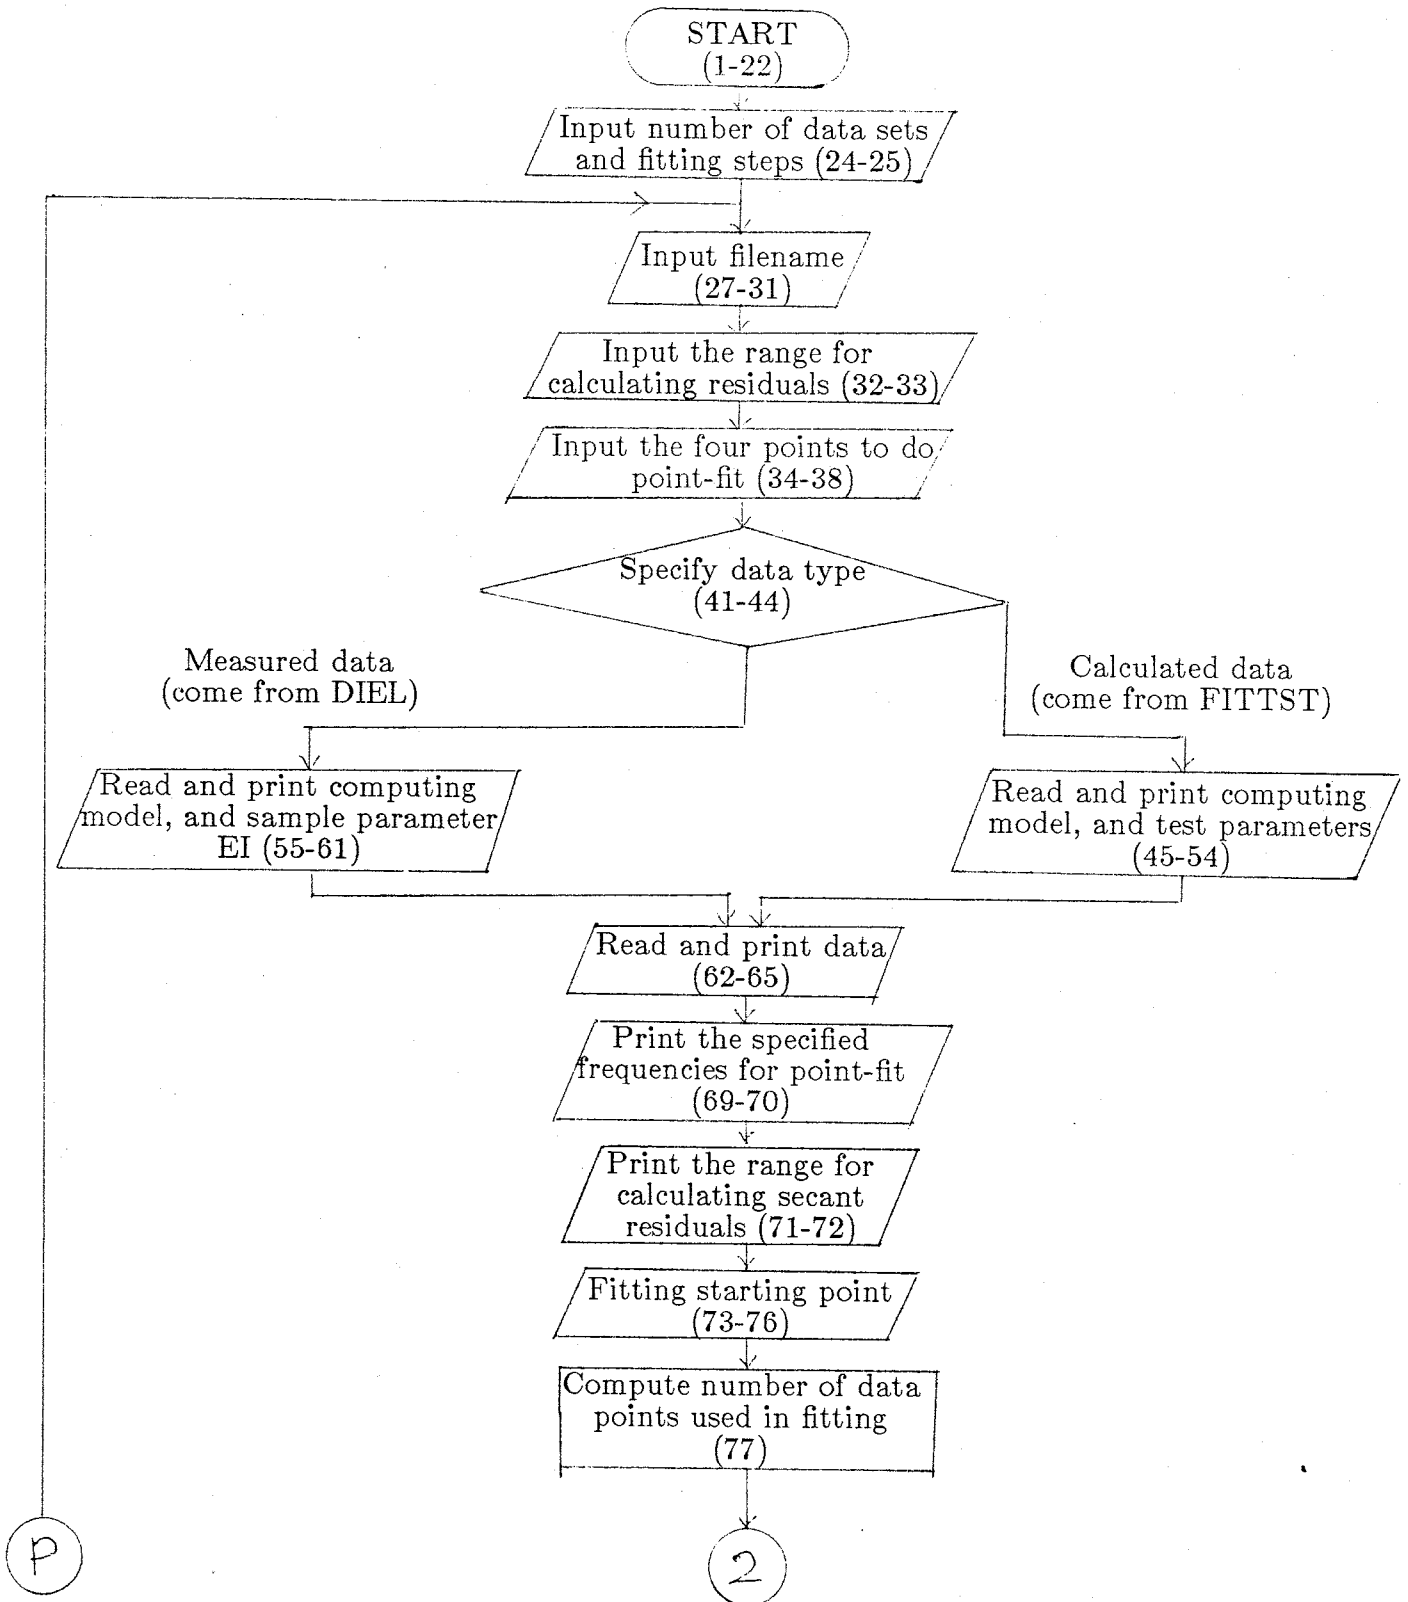 START
(1-22)
Input number of data sets
and fitting steps (24-25)
Input filename
(27-31)
Input the range for
calculating residuals (32-33)
Input the four points to do
point-fit (34-38)
Specify data type
(41-44)
Measured data
(come from DIEL)
Calculated data
(come from FITTST)
Read and print computing
model, and sample parameter
EI (55-61)
Read and print computing
model, and test parameters
(45-54)
Read and print data
(62-65)
Print the specified
frequencies for point-fit
(69-70)
Print the range for
calculating secant
residuals (71-72)
Fitting starting point
(73-76)
Compute number of data
points used in fitting
(77)
P
2